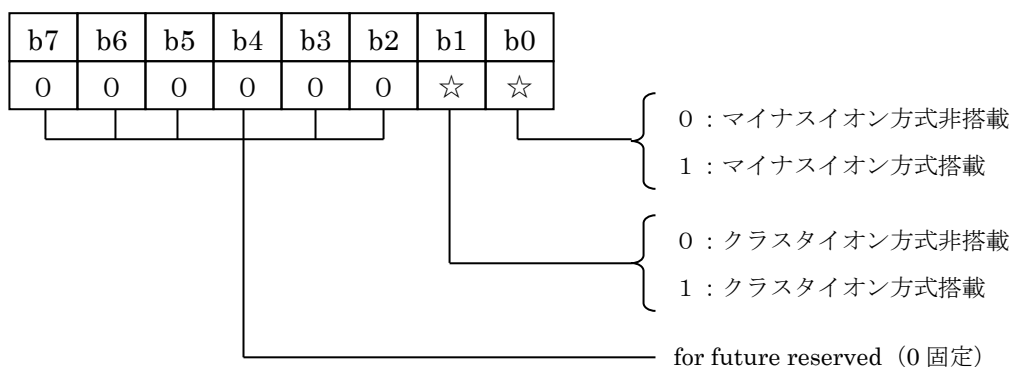 b7 b6 b5 b4 b3 b2 b1 b0
0 0 0 0 0 0 ☆ ☆
0:マイナスイオン方式非搭載
1:マイナスイオン方式搭載
0:クラスタイオン方式非搭載
1:クラスタイオン方式搭載
for future reserved(0 固定)